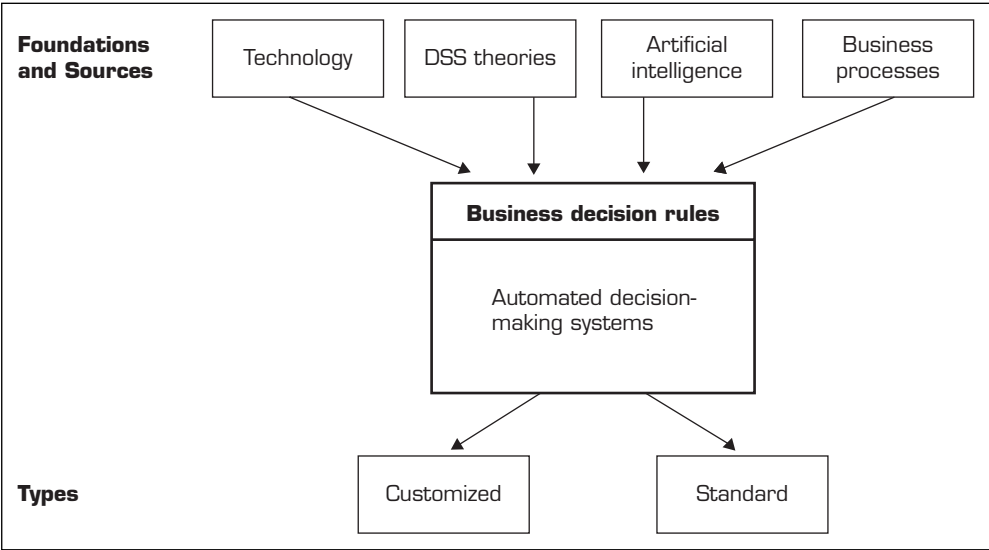 Foundations
and Sources
Technology
DSS theories
Artificial
intelligence
Business
processes
Business decision rules
Automated decision-
making systems
Types
Customized
Standard